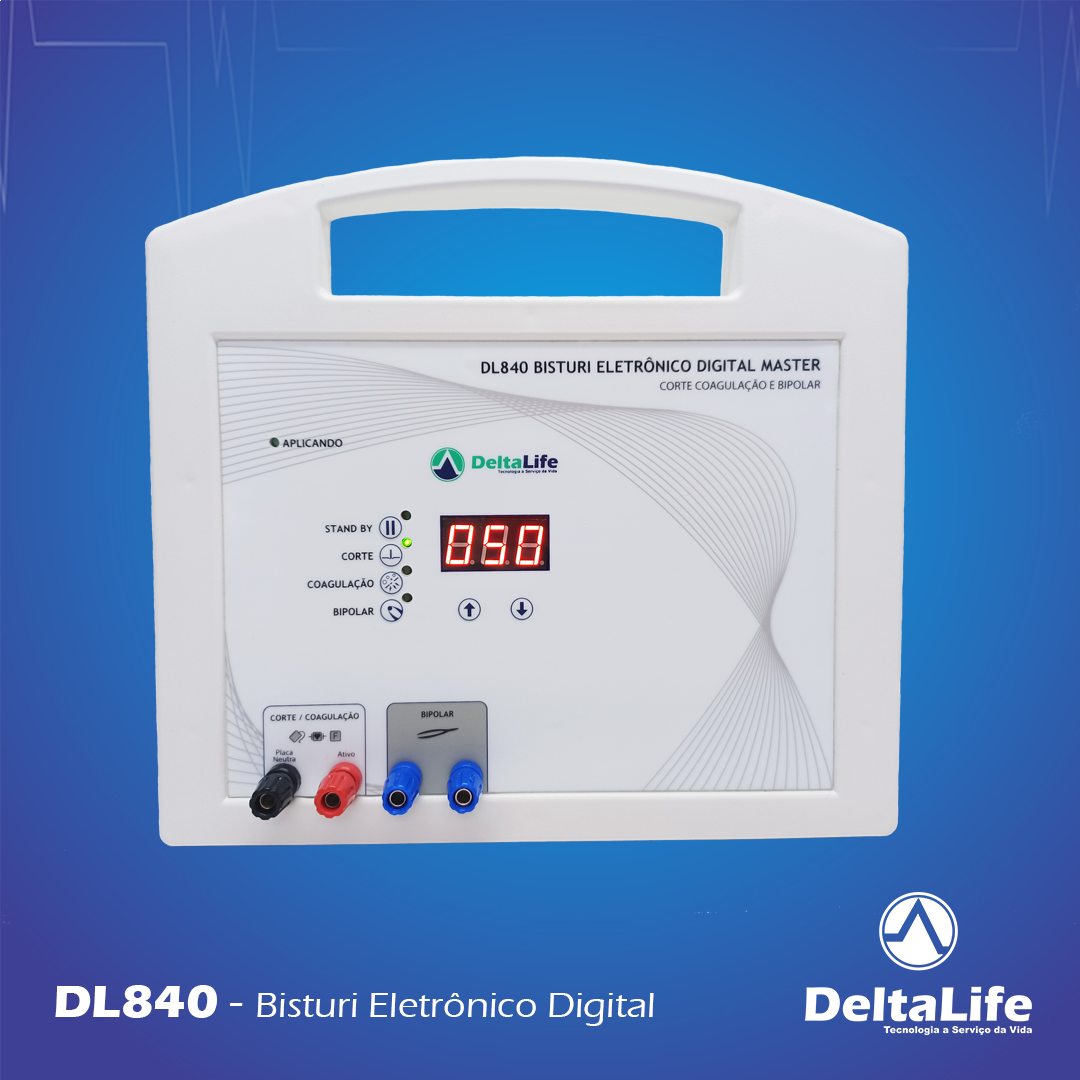 DL840 BISTURI ELETRÔNICO DIGITAL MASTER
CORTE COAGULAÇÃO E BIPOLAR
APLICANDO
DeltaLife
Tecnologia a Serviço da Vida
STAND BY
CORTE
COAGULAÇÃO
BIPOLAR
050
CORTE / COAGULAÇÃO
F
Placa
Neutra
Ativo
BIPOLAR
DL840 - Bisturi Eletrônico Digital
DeltaLife
Tecnologia a Serviço da Vida